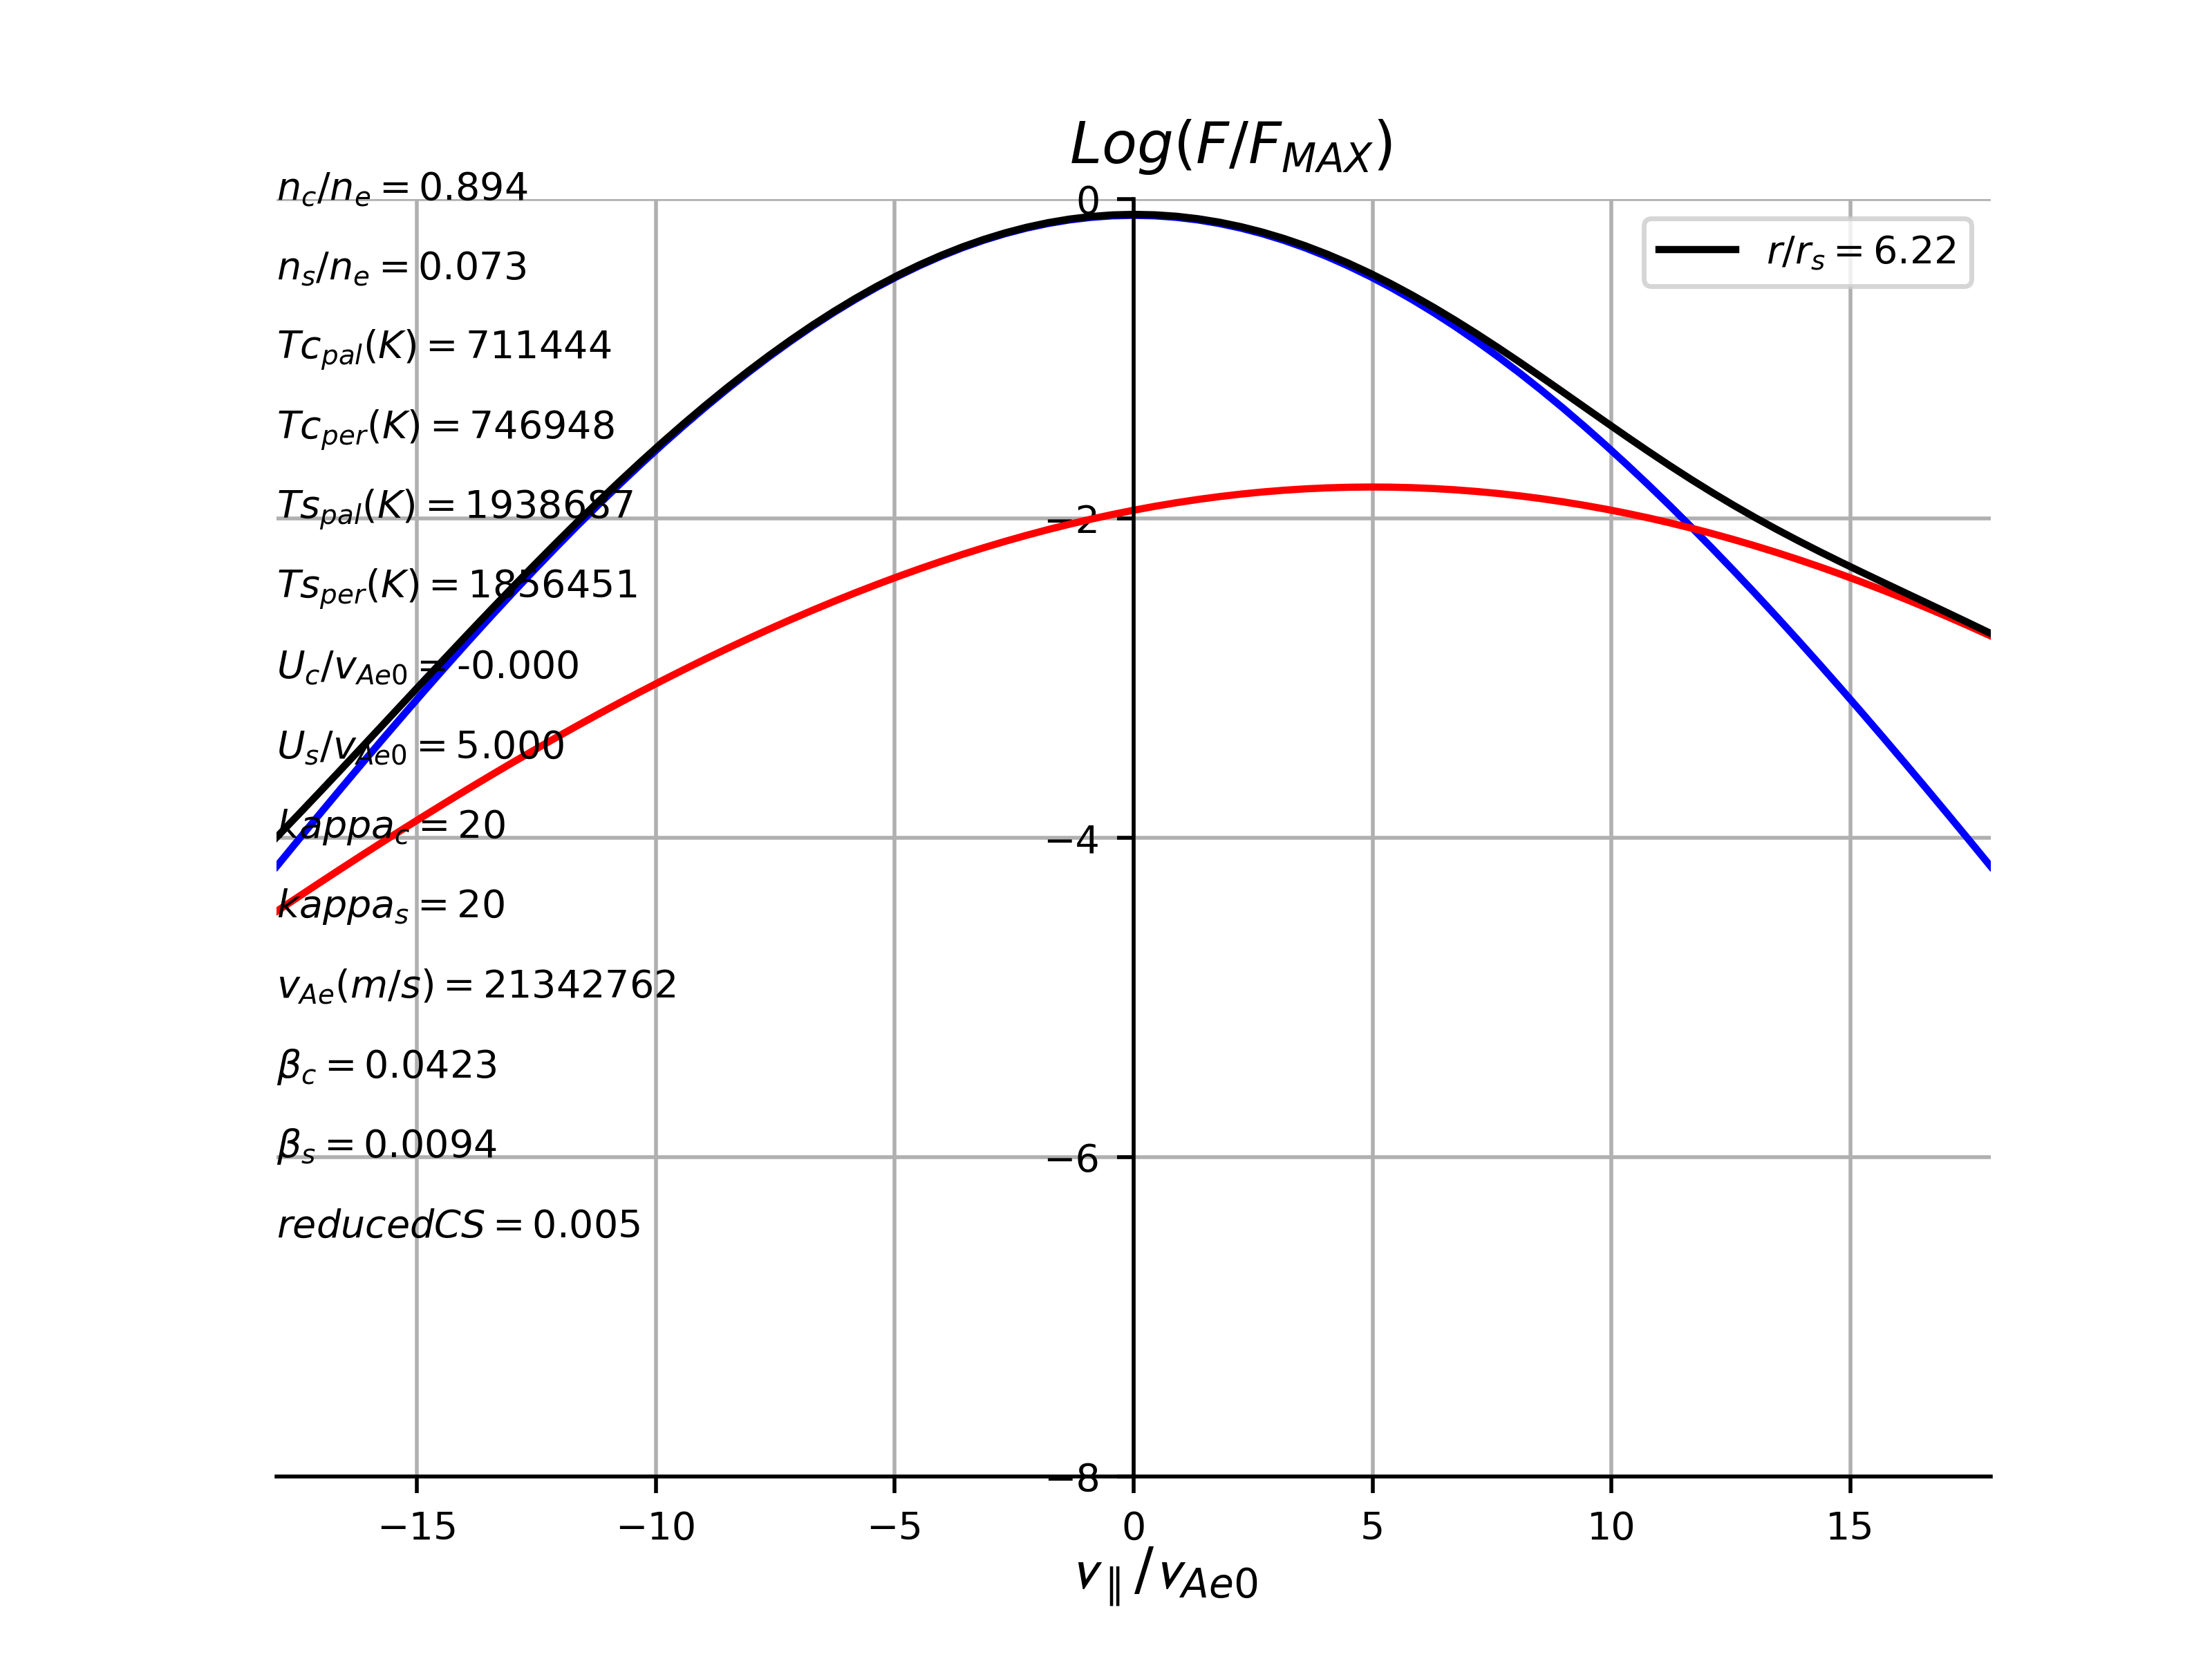 Log(F/F_MAX)
n_c/n_e = 0.894
n_s/n_e = 0.073
Tc_pal(K) = 711444
Tc_per(K) = 746948
Ts_pal(K) = 1938687
Ts_per(K) = 1856451
U_c/v_Ae0 = -0.000
U_s/v_Ae0 = 5.000
kappa_c = 20
kappa_s = 20
v_Ae(m/s) = 21342762
β_c = 0.0423
β_s = 0.0094
reducedCS = 0.005
r/r_s = 6.22
0
−2
−4
−6
−8
−15 −10 −5 0 5 10 15
v_∥/v_Ae0